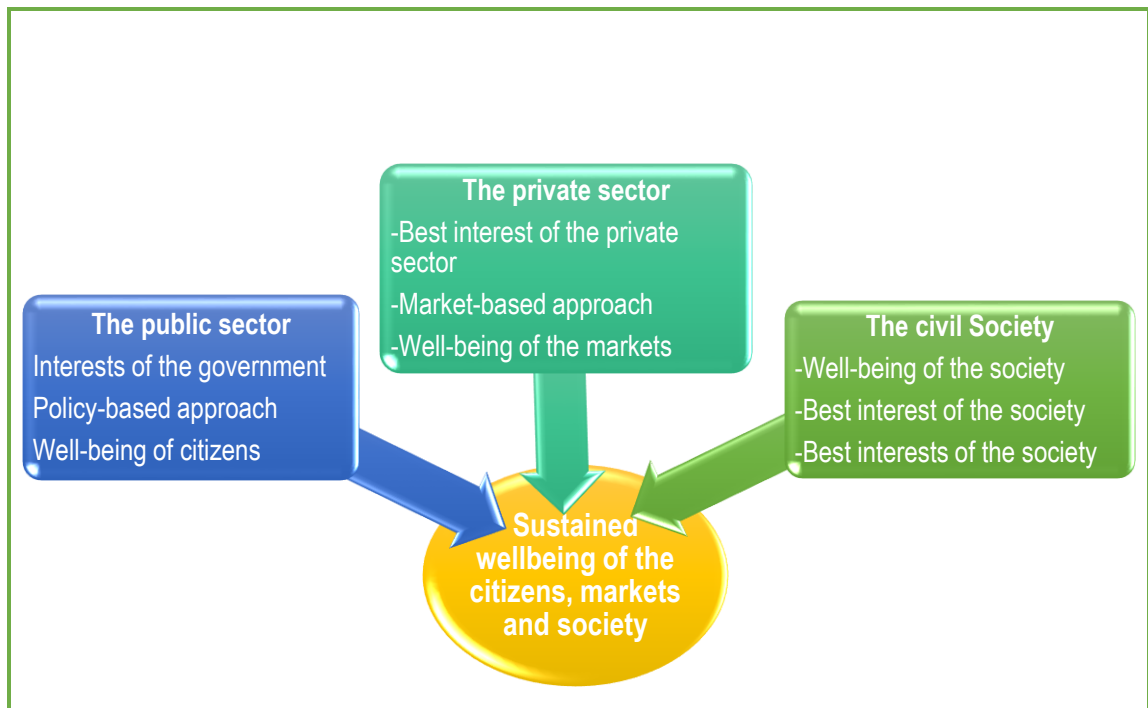 The private sector
-Best interest of the private
sector
-Market-based approach
-Well-being of the markets
The public sector
Interests of the government
Policy-based approach
Well-being of citizens
The civil Society
-Well-being of the society
-Best interest of the society
-Best interests of the society
Sustained
wellbeing of the
citizens, markets
and society